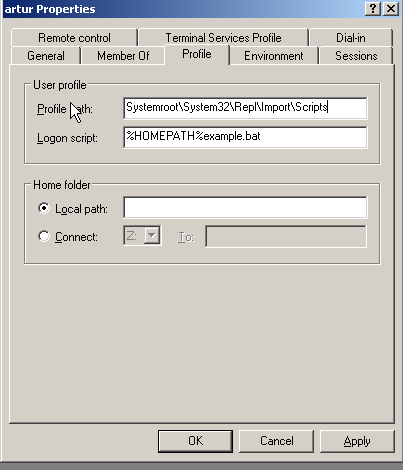 artur Properties
Remote control Terminal Services Profile Dial-in
General Member Of Profile Environment Sessions
User profile
Profile Path: Systemroot\System32\Repl\Import\Scripts
Logon script: %HOMEPATH%example.bat
Home folder
Local path:
Connect: Z: To:
OK Cancel Apply